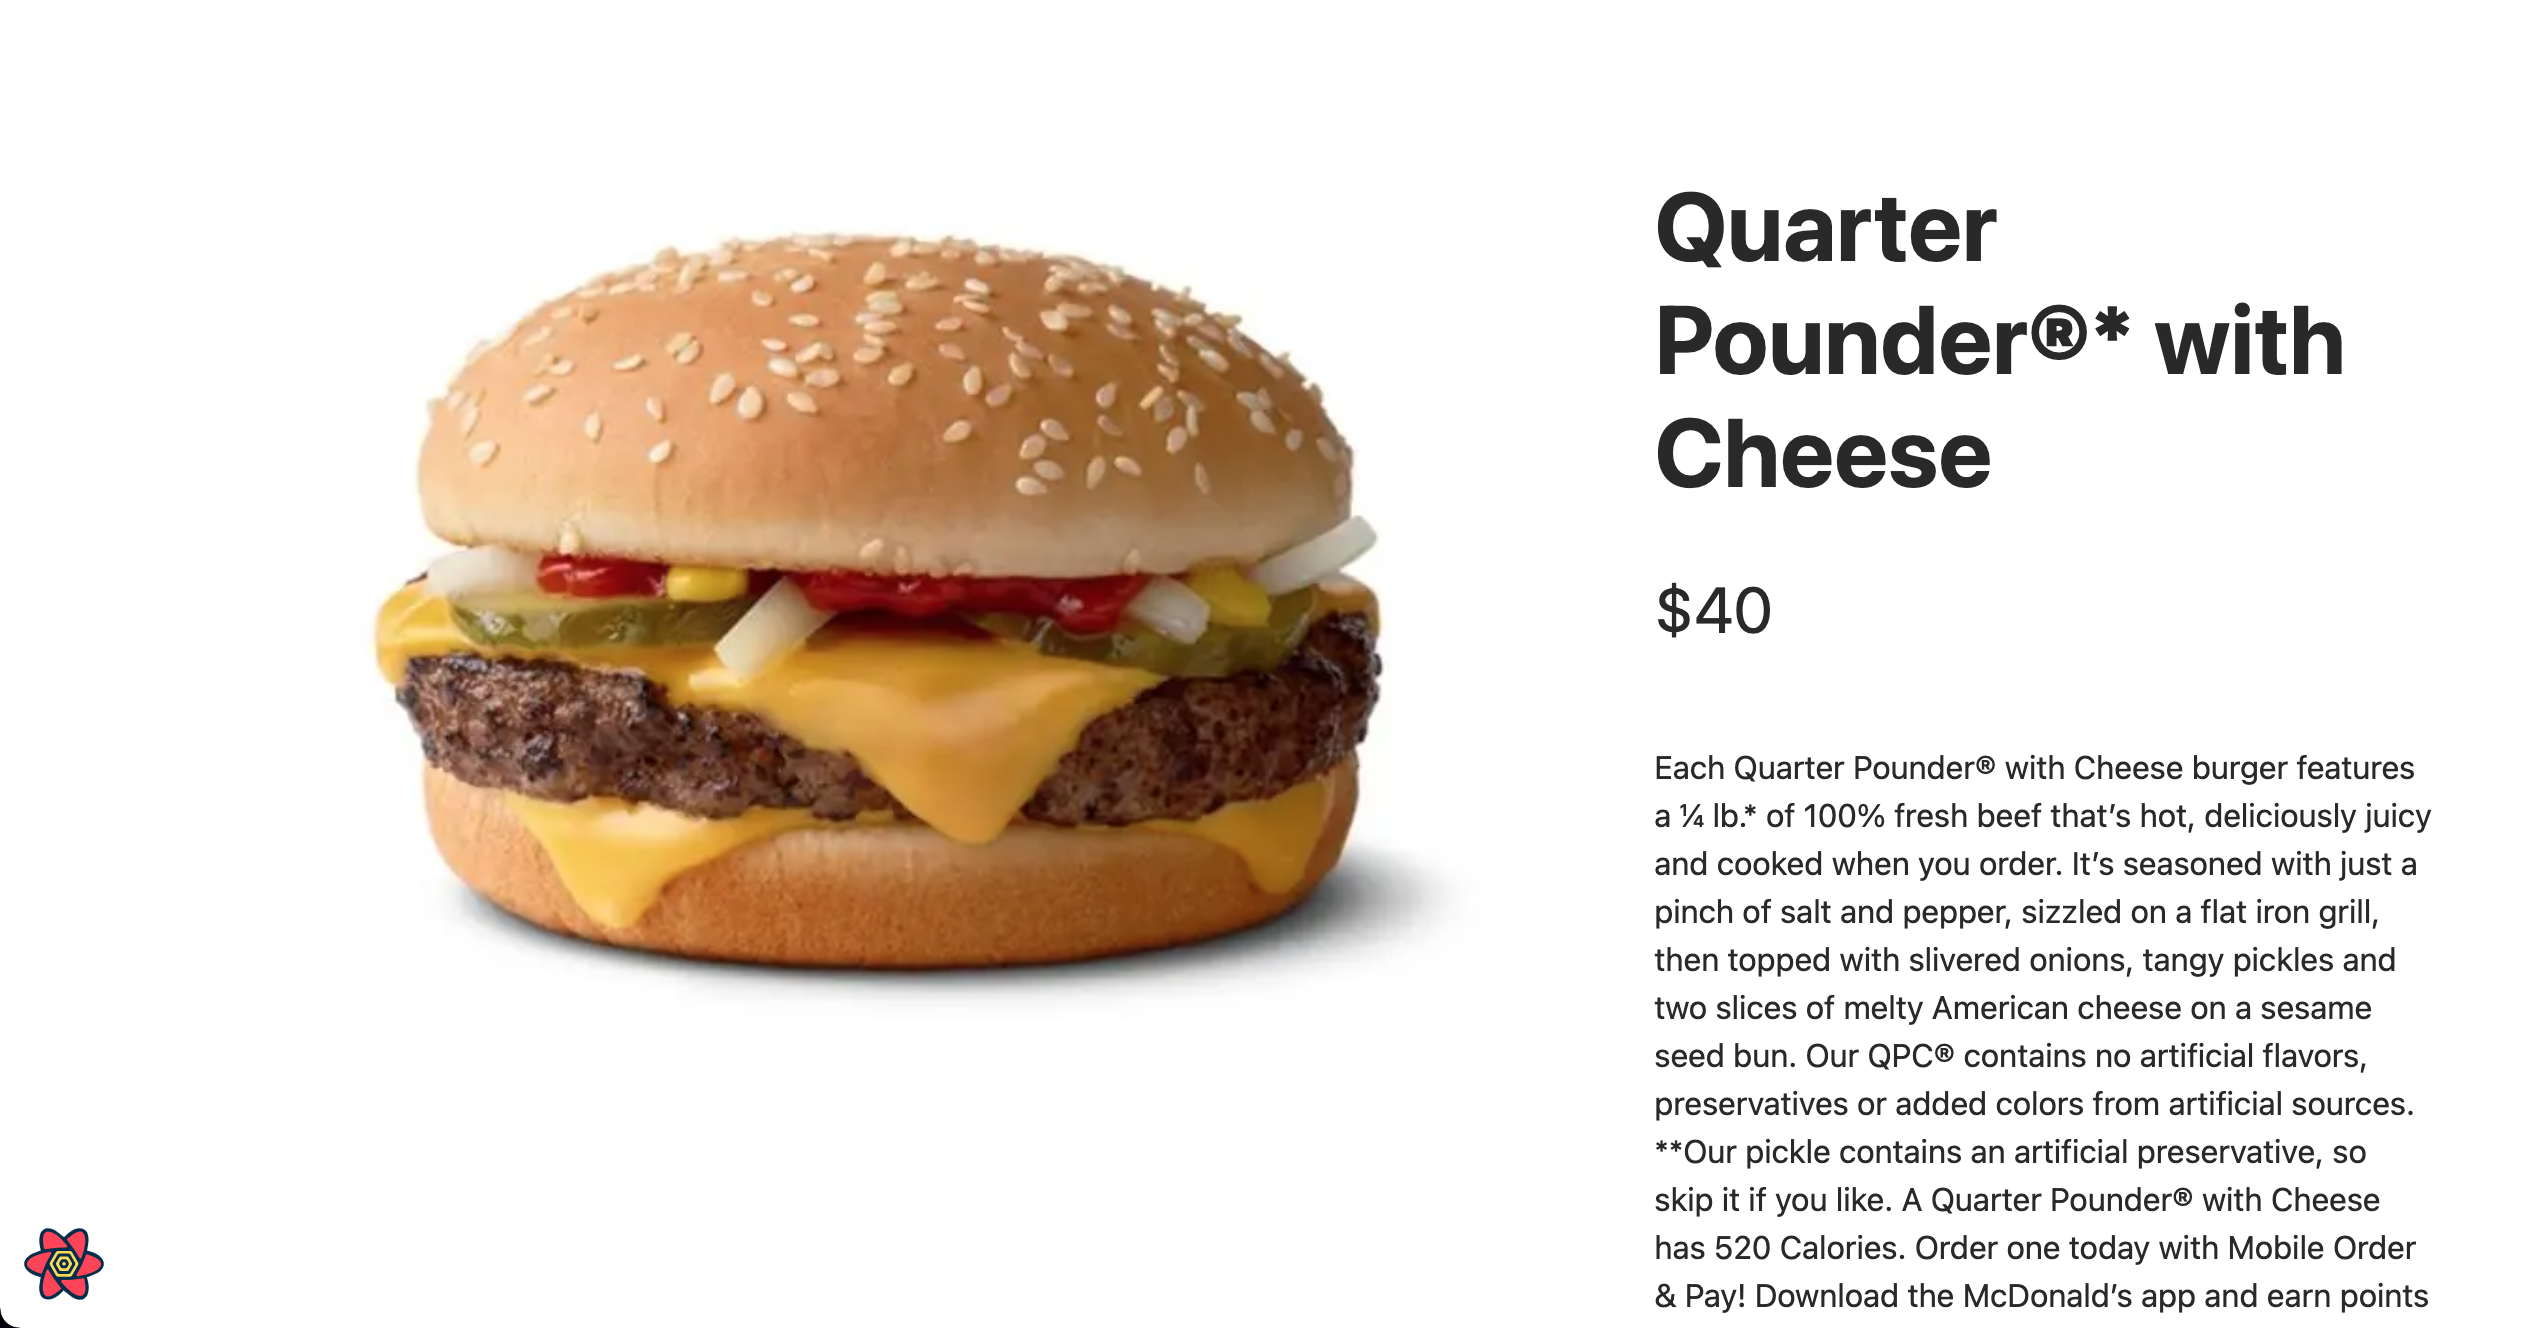 Quarter
Pounder®* with
Cheese
$40
Each Quarter Pounder® with Cheese burger features
a ¼ lb.* of 100% fresh beef that’s hot, deliciously juicy
and cooked when you order. It’s seasoned with just a
pinch of salt and pepper, sizzled on a flat iron grill,
then topped with slivered onions, tangy pickles and
two slices of melty American cheese on a sesame
seed bun. Our QPC® contains no artificial flavors,
preservatives or added colors from artificial sources.
**Our pickle contains an artificial preservative, so
skip it if you like. A Quarter Pounder® with Cheese
has 520 Calories. Order one today with Mobile Order
& Pay! Download the McDonald’s app and earn points